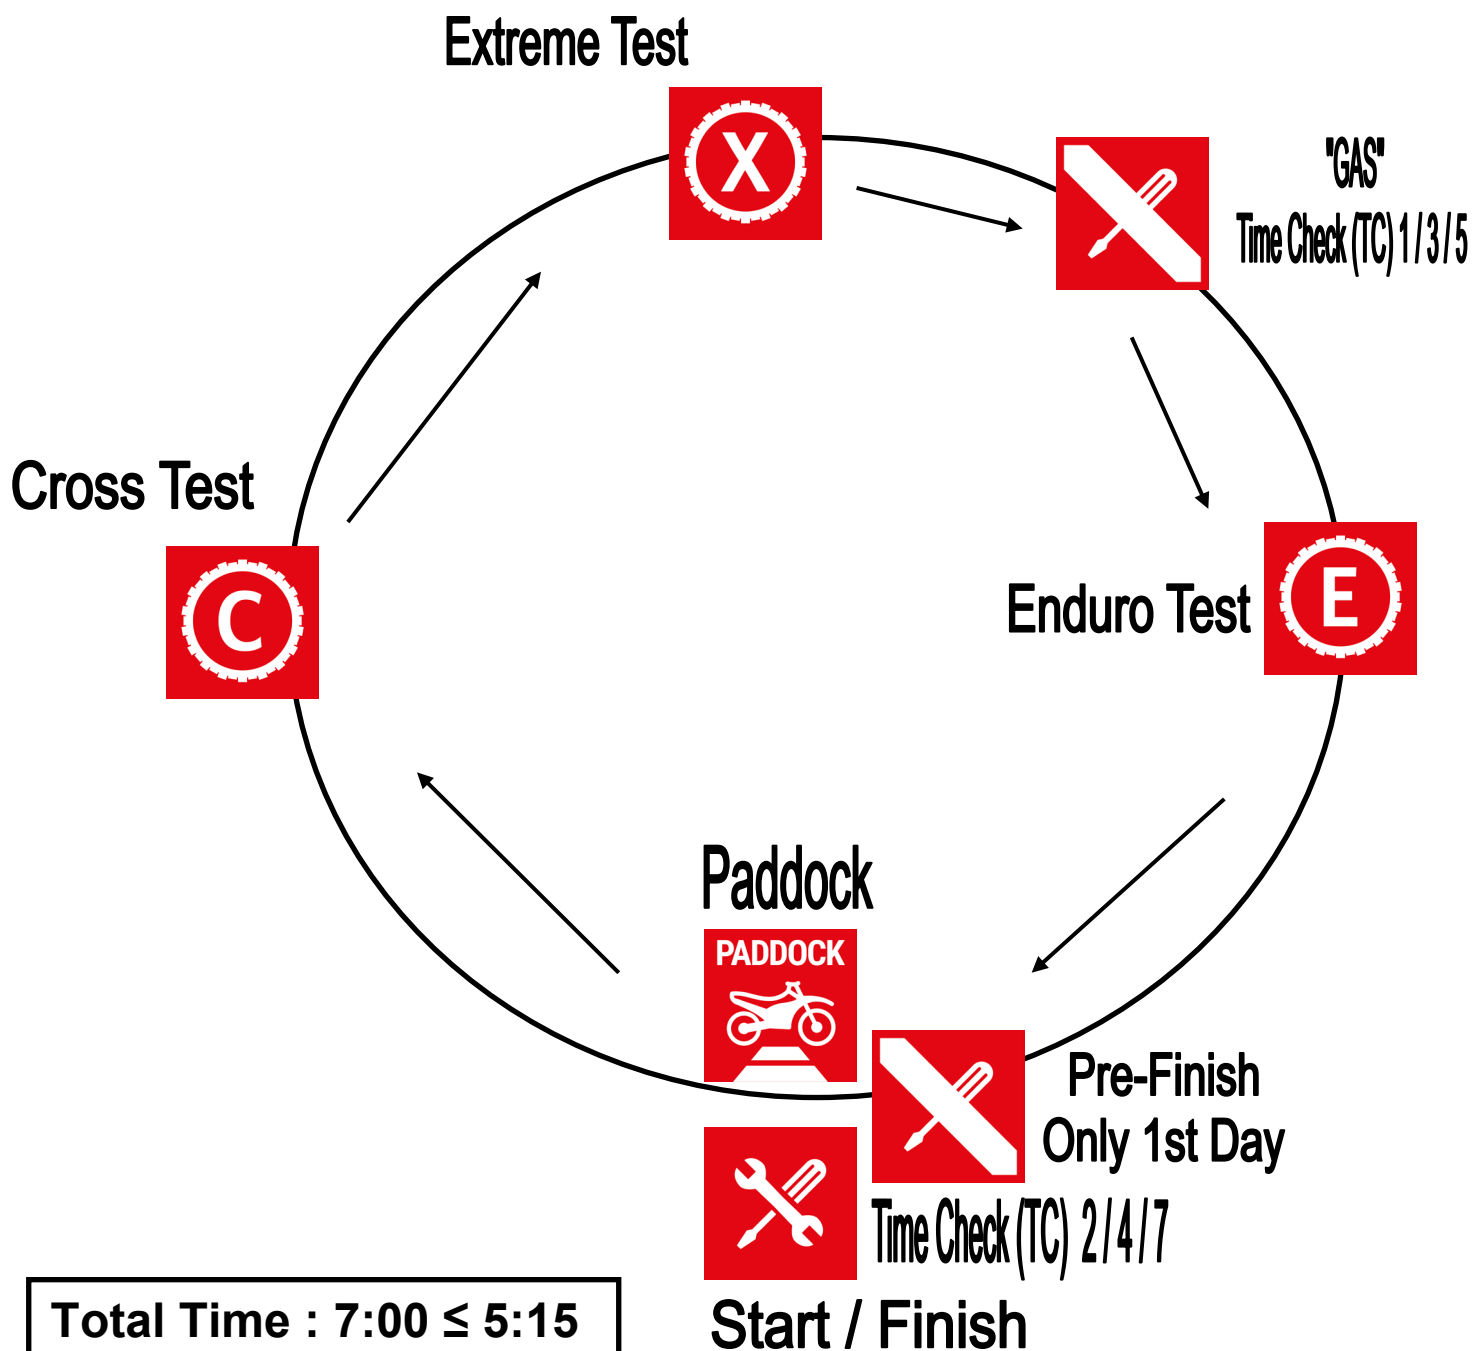 Extreme Test
X
"GAS"
Time Check (TC) 1 / 3 / 5
Cross Test
C
Enduro Test
E
Paddock
PADDOCK
Pre-Finish
Only 1st Day
Time Check (TC) 2 / 4 / 7
Start / Finish
Total Time : 7:00 ≤ 5:15